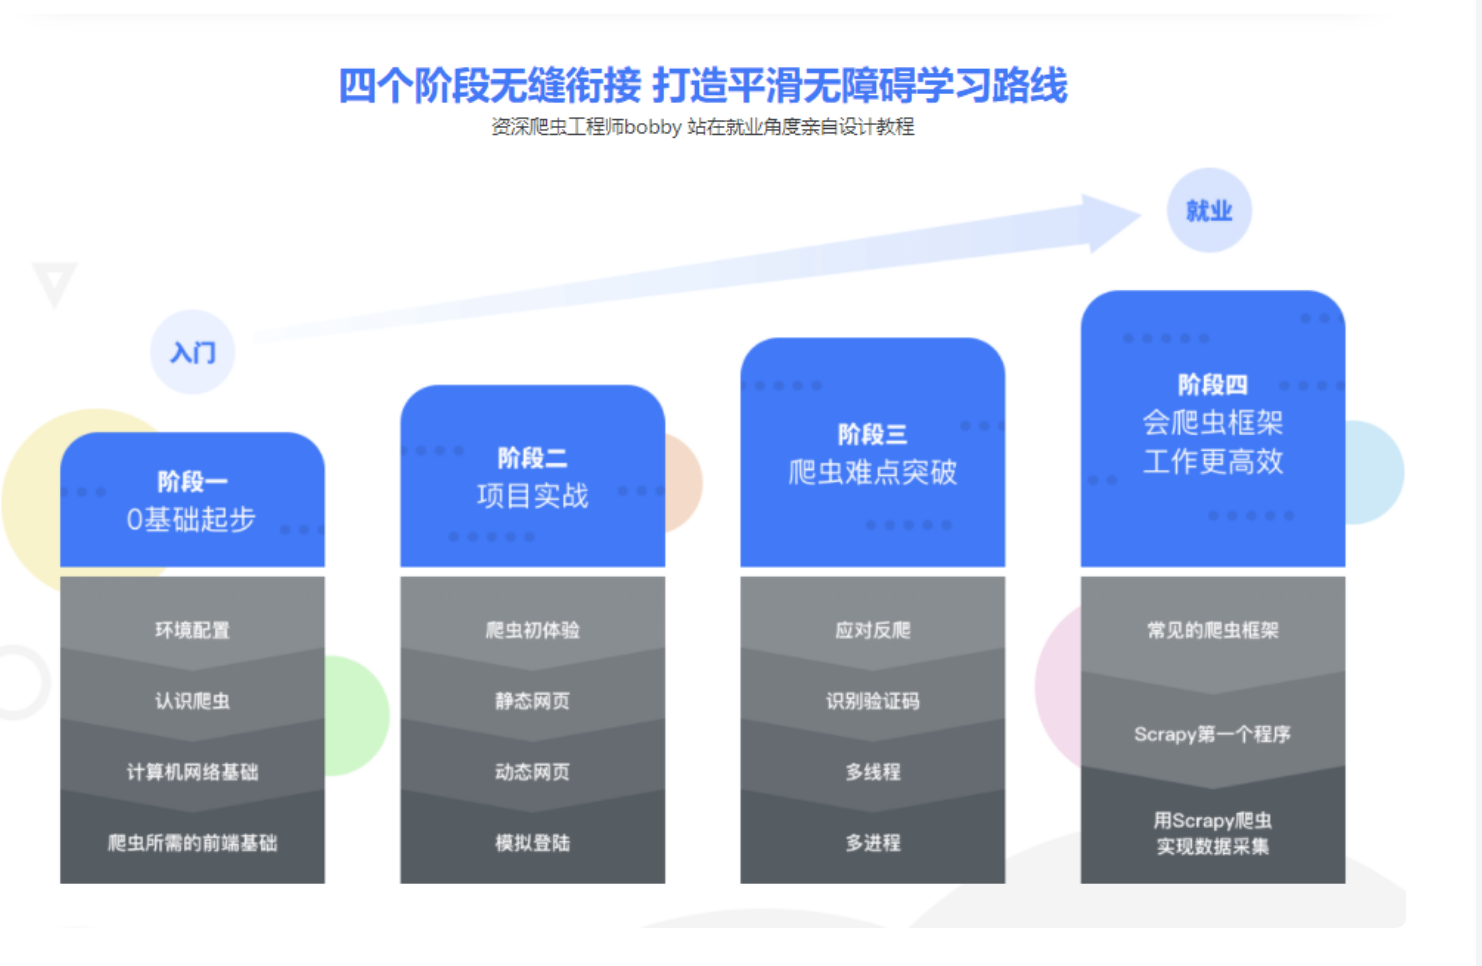 四个阶段无缝衔接 打造平滑无障碍学习路线
资深爬虫工程师bobby 站在就业角度亲自设计教程
入门
就业
阶段一
0基础起步
环境配置
认识爬虫
计算机网络基础
爬虫所需的前端基础
阶段二
项目实战
爬虫初体验
静态网页
动态网页
模拟登陆
阶段三
爬虫难点突破
应对反爬
识别验证码
多线程
多进程
阶段四
会爬虫框架
工作更高效
常见的爬虫框架
Scrapy第一个程序
用Scrapy爬虫
实现数据采集